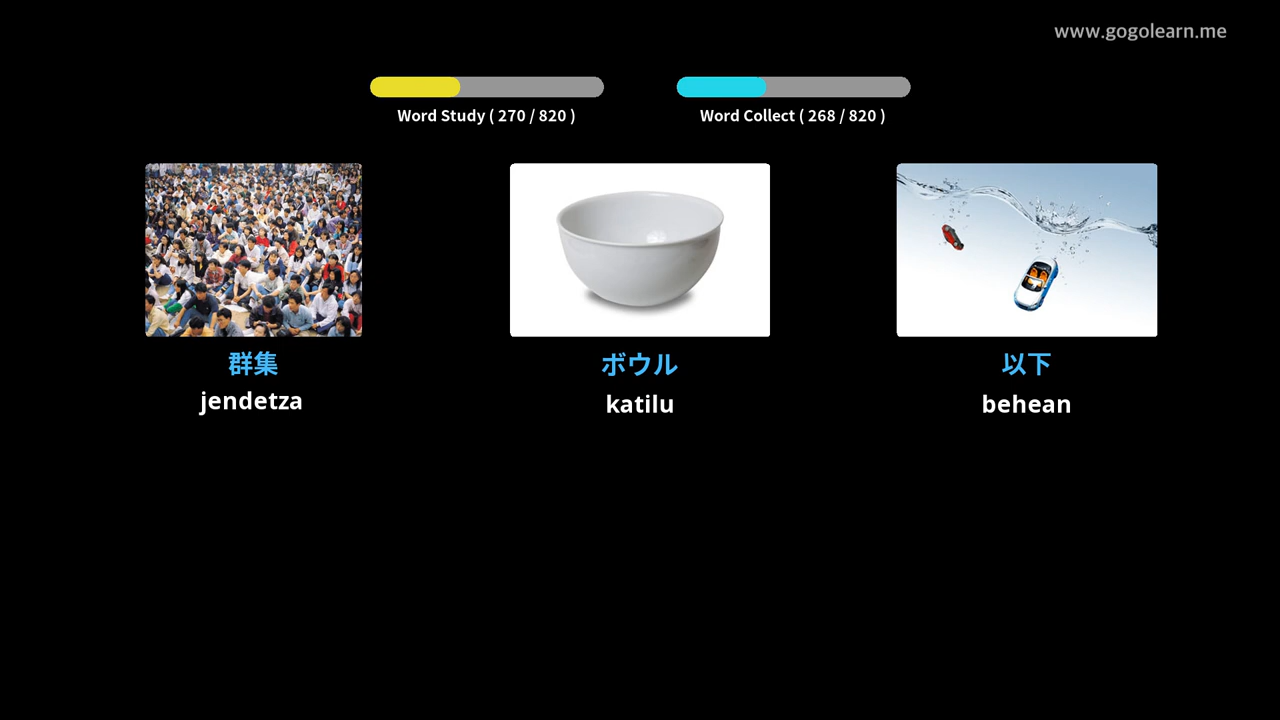 www.gogolearn.me
Word Study ( 270 / 820 )
Word Collect ( 268 / 820 )
群集
jendetza
ボウル
katilu
以下
behean